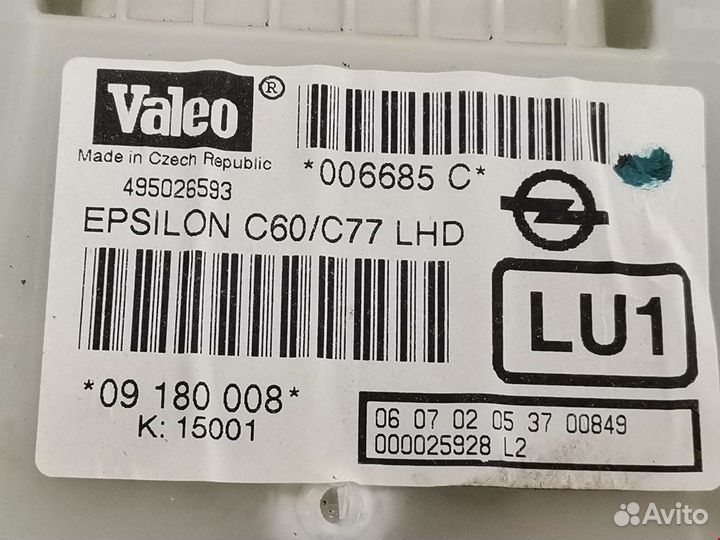 Valeo ®
Made in Czech Republic
495026593
*006685 C*
EPSILON C60/C77 LHD
LU1
*09 180 008*
K: 15001
06 07 02 05 37 00849
000025928 L2
Avito